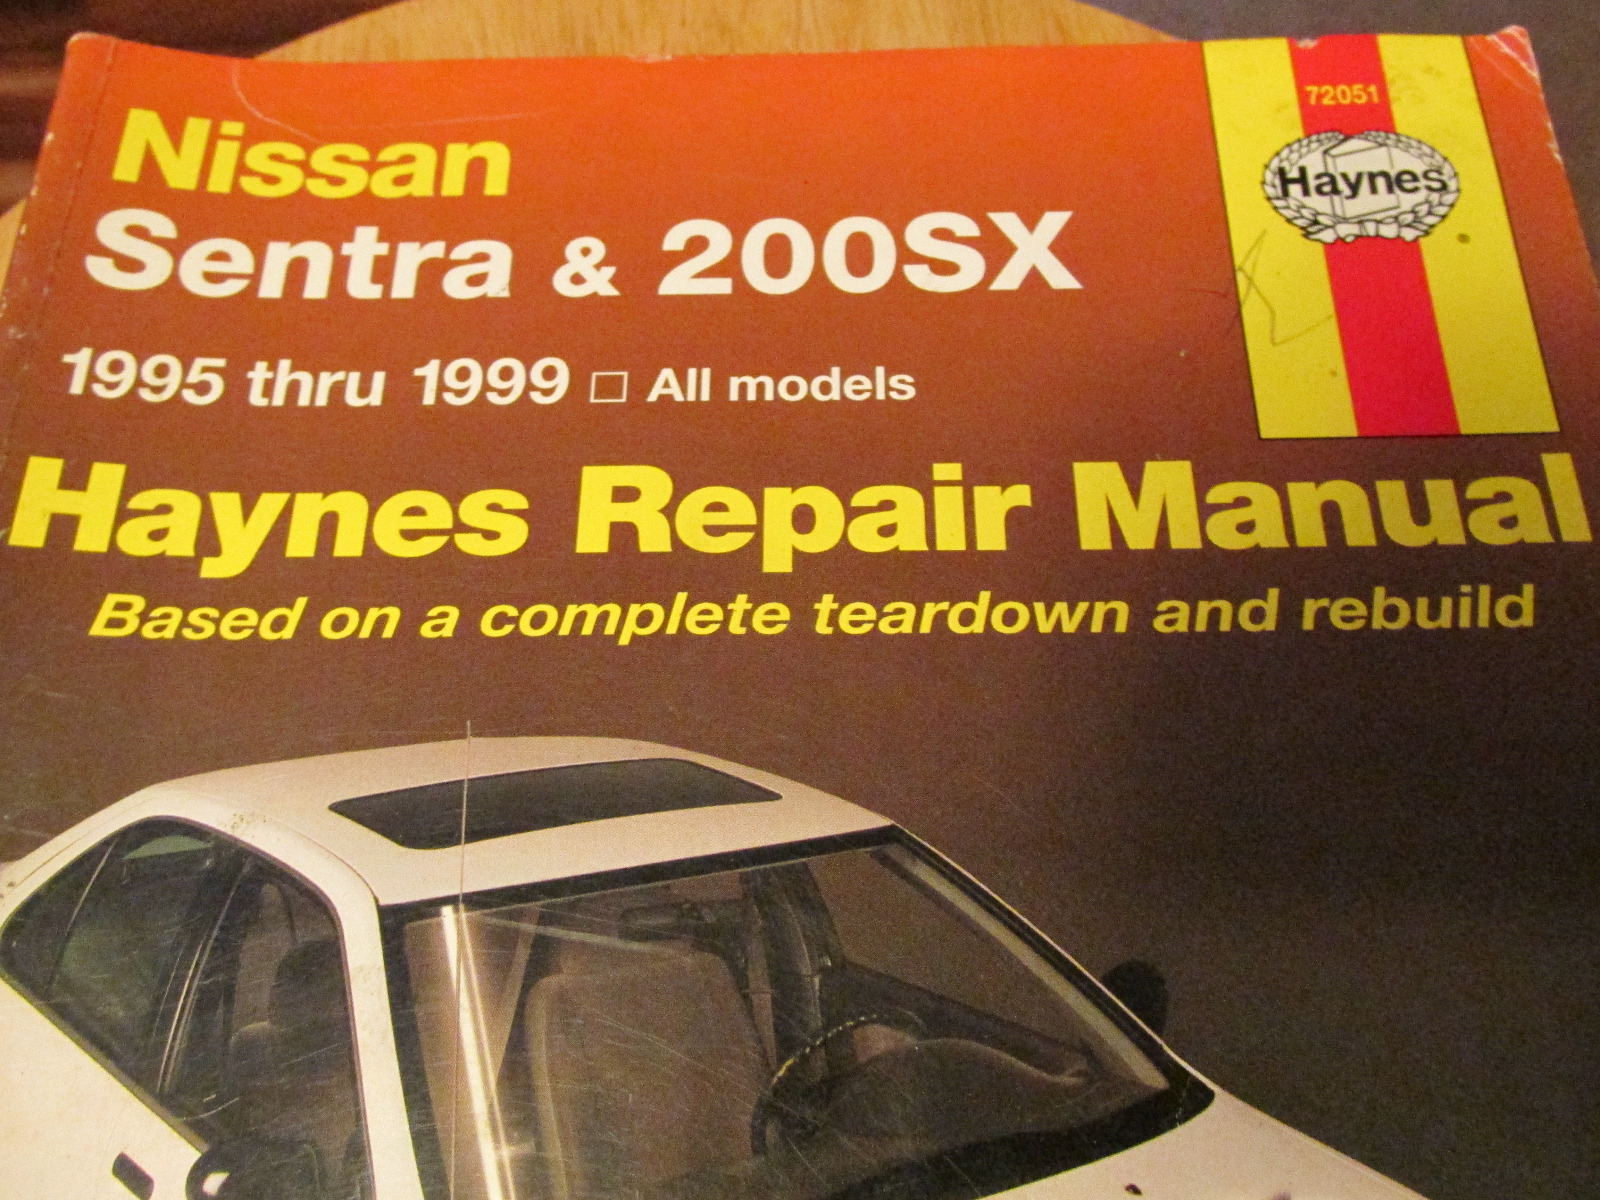 72051
Haynes
Nissan
Sentra & 200SX
1995 thru 1999 □ All models
Haynes Repair Manual
Based on a complete teardown and rebuild